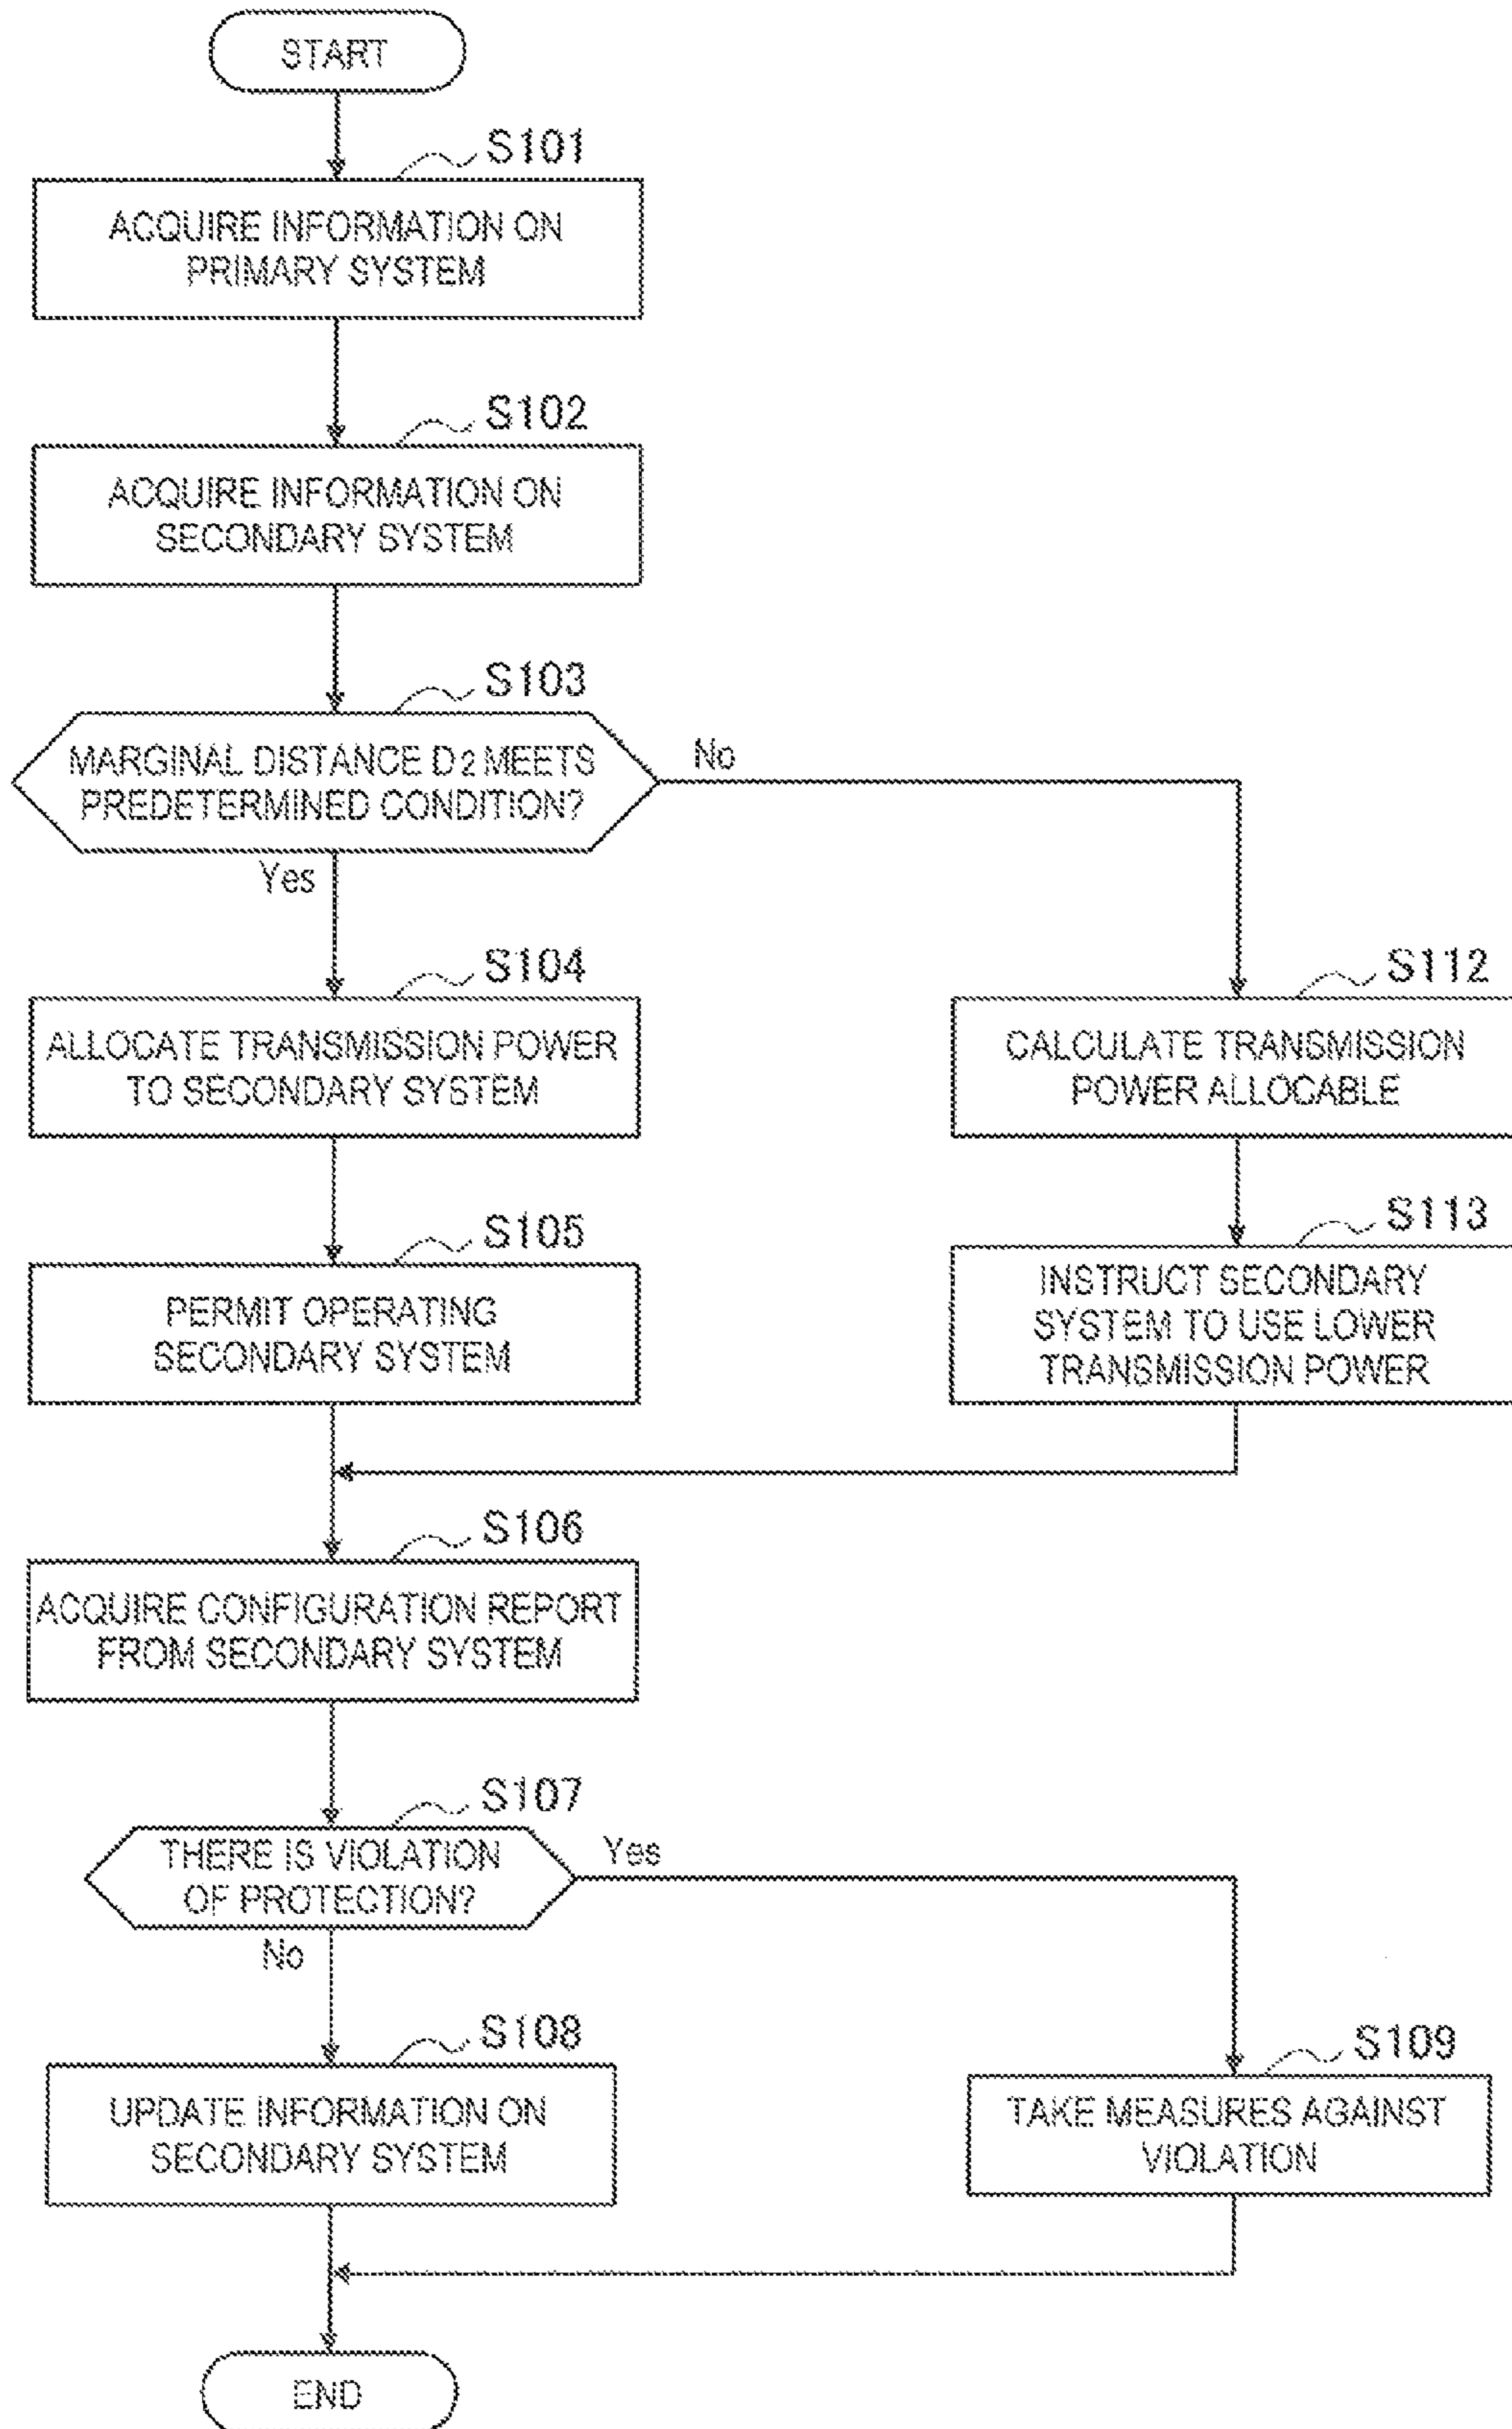 START
S101
ACQUIRE INFORMATION ON
PRIMARY SYSTEM
S102
ACQUIRE INFORMATION ON
SECONDARY SYSTEM
S103
MARGINAL DISTANCE D2 MEETS
PREDETERMINED CONDITION?
No
Yes
S104
ALLOCATE TRANSMISSION POWER
TO SECONDARY SYSTEM
S112
CALCULATE TRANSMISSION
POWER ALLOCABLE
S105
PERMIT OPERATING
SECONDARY SYSTEM
S113
INSTRUCT SECONDARY
SYSTEM TO USE LOWER
TRANSMISSION POWER
S106
ACQUIRE CONFIGURATION REPORT
FROM SECONDARY SYSTEM
S107
THERE IS VIOLATION
OF PROTECTION?
Yes
No
S108
UPDATE INFORMATION ON
SECONDARY SYSTEM
S109
TAKE MEASURES AGAINST
VIOLATION
END